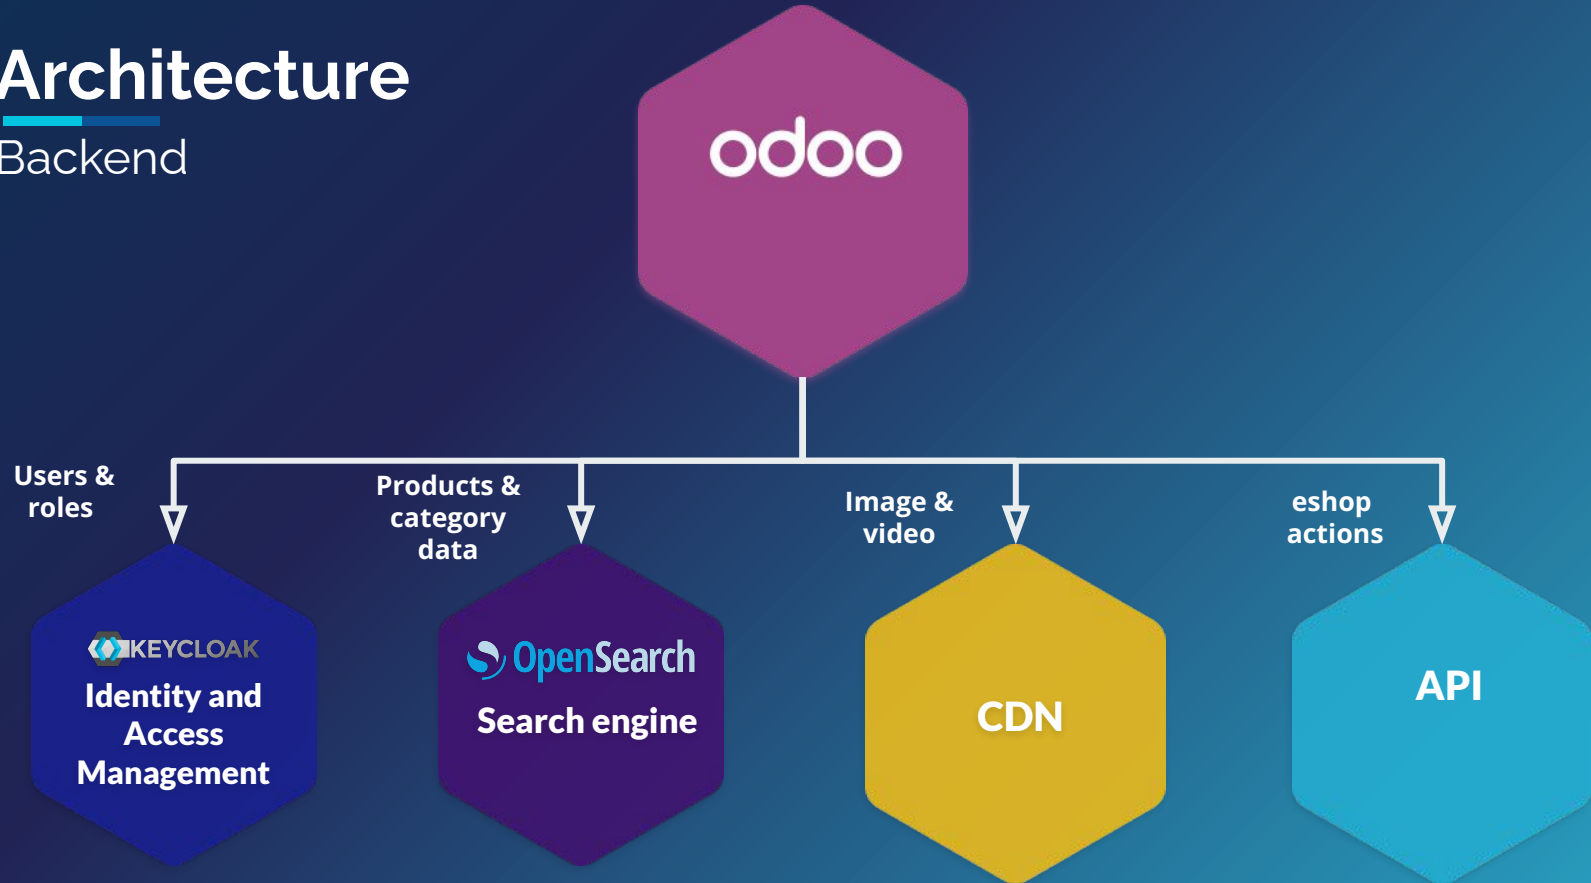 Architecture
Backend
odoo
Users &
roles
Products &
category
data
Image &
video
eshop
actions
KEYCLOAK
Identity and
Access
Management
OpenSearch
Search engine
CDN
API